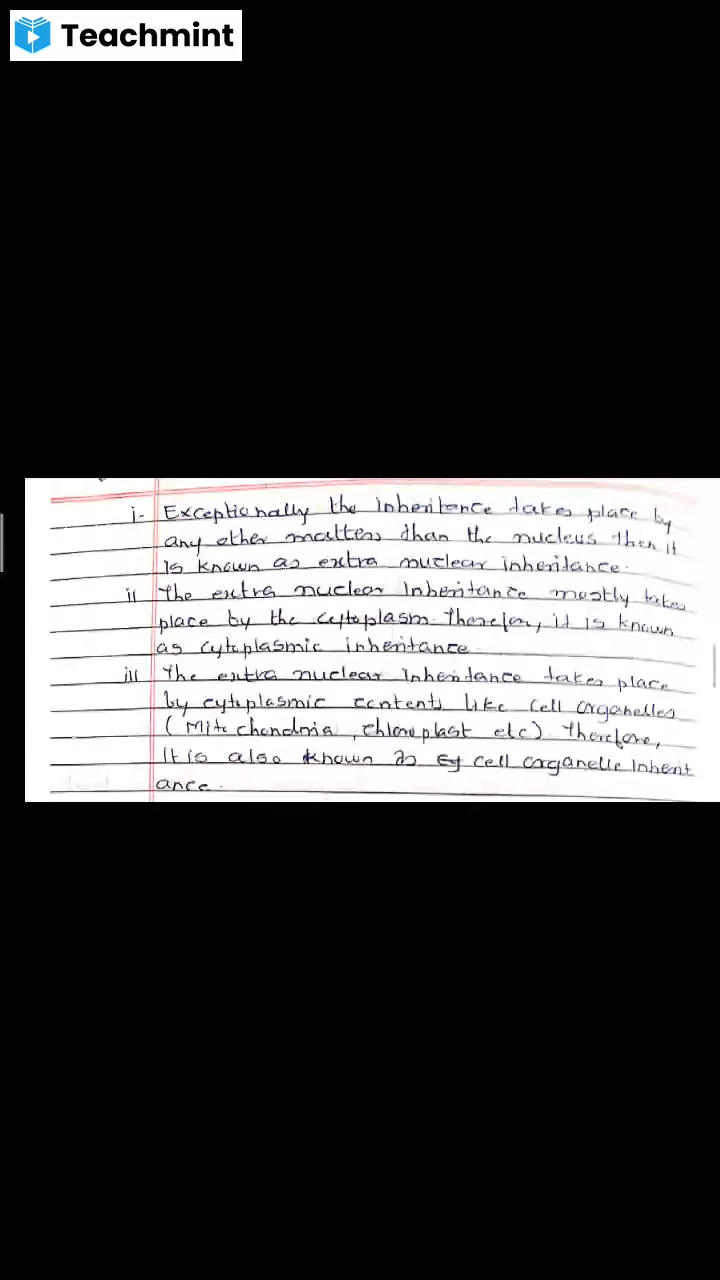 Teachmint
i- Exceptionally the inheritance takes place by
any other matters than the nucleus then it
is known as extra nuclear inheritance.
ii The extra nuclear Inheritance mostly takes
place by the cytoplasm. therefor, it is known
as cytoplasmic inheritance
iii The extra nuclear Inheritance takes place
by cytoplasmic contents like cell organelles
(Mitochondria, chloroplast etc). Therefore,
It is also known as cell organelle Inherit
ance.